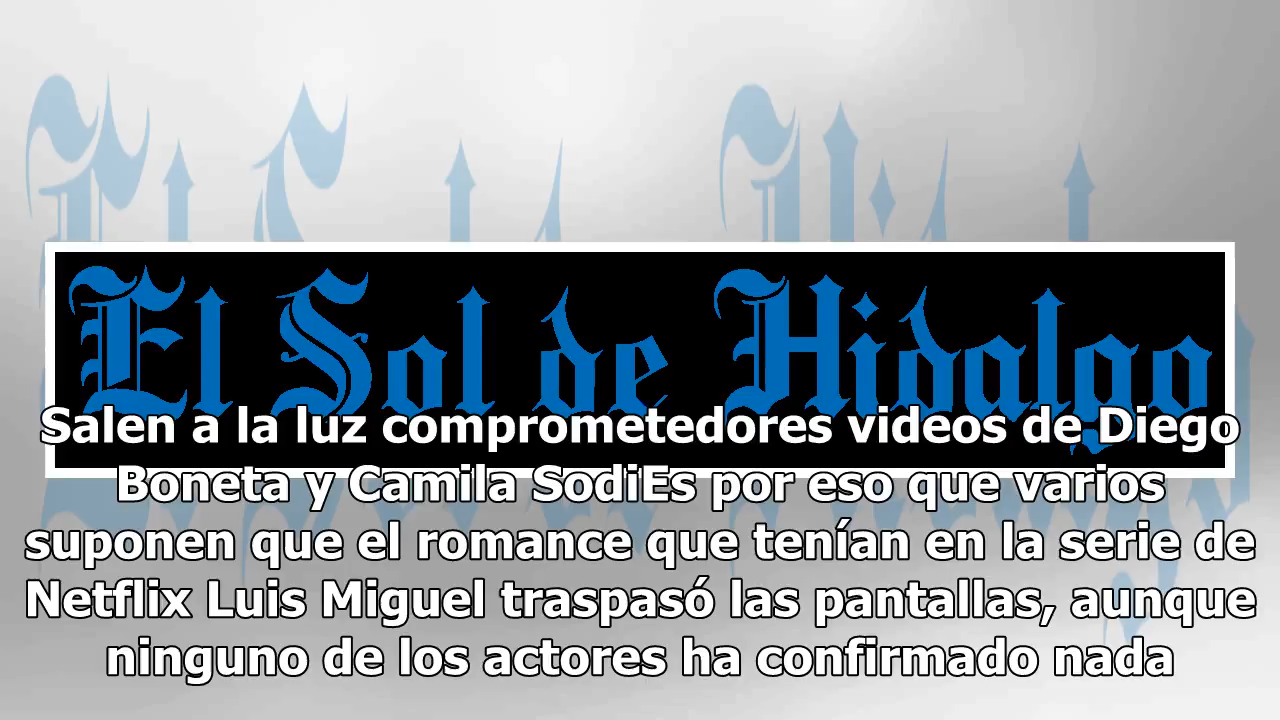 El Sol de Hidalgo
Salen a la luz comprometedores videos de Diego
Boneta y Camila SodiEs por eso que varios
suponen que el romance que tenían en la serie de
Netflix Luis Miguel traspasó las pantallas, aunque
ninguno de los actores ha confirmado nada